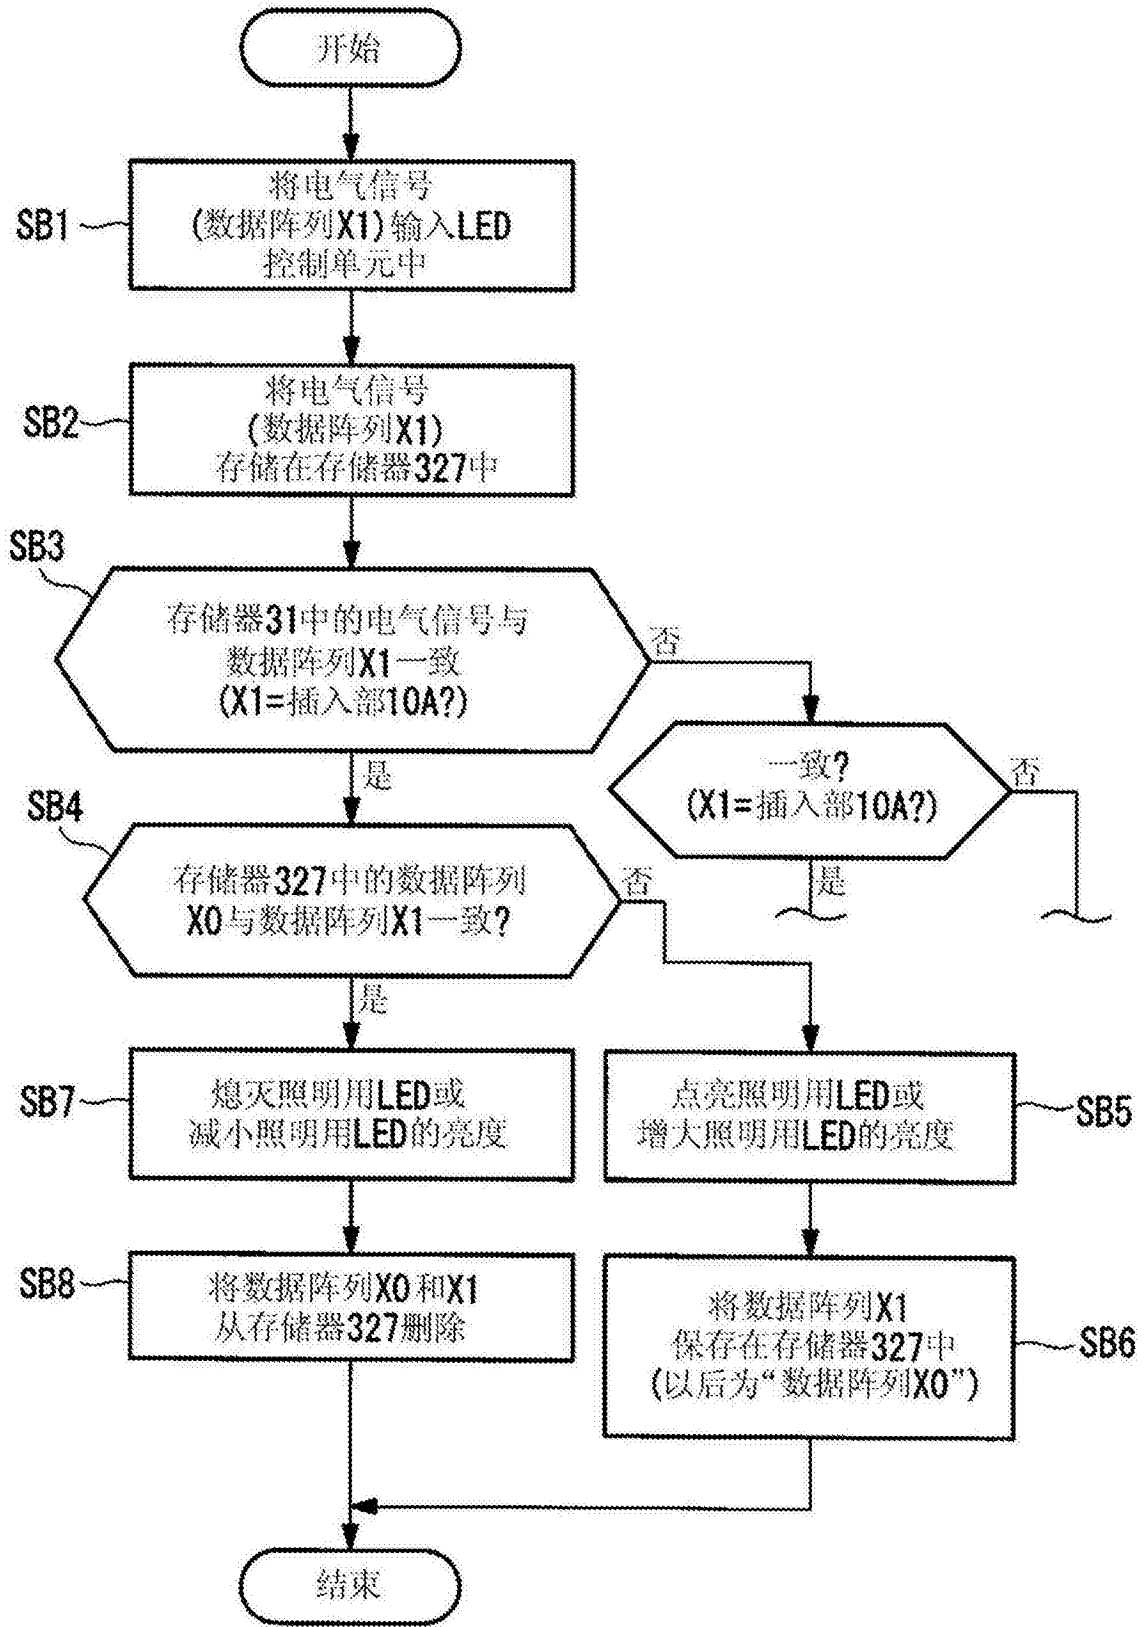 开始
SB1
将电气信号
(数据阵列X1)输入LED
控制单元中
SB2
将电气信号
(数据阵列X1)
存储在存储器327中
SB3
存储器31中的电气信号与
数据阵列X1一致
(X1=插入部10A?)
否
是
一致?
(X1=插入部10A?)
否
是
SB4
存储器327中的数据阵列
X0与数据阵列X1一致?
否
是
SB7
熄灭照明用LED或
减小照明用LED的亮度
点亮照明用LED或
增大照明用LED的亮度
SB5
SB8
将数据阵列X0和X1
从存储器327删除
将数据阵列X1
保存在存储器327中
(以后为“数据阵列X0”)
SB6
结束